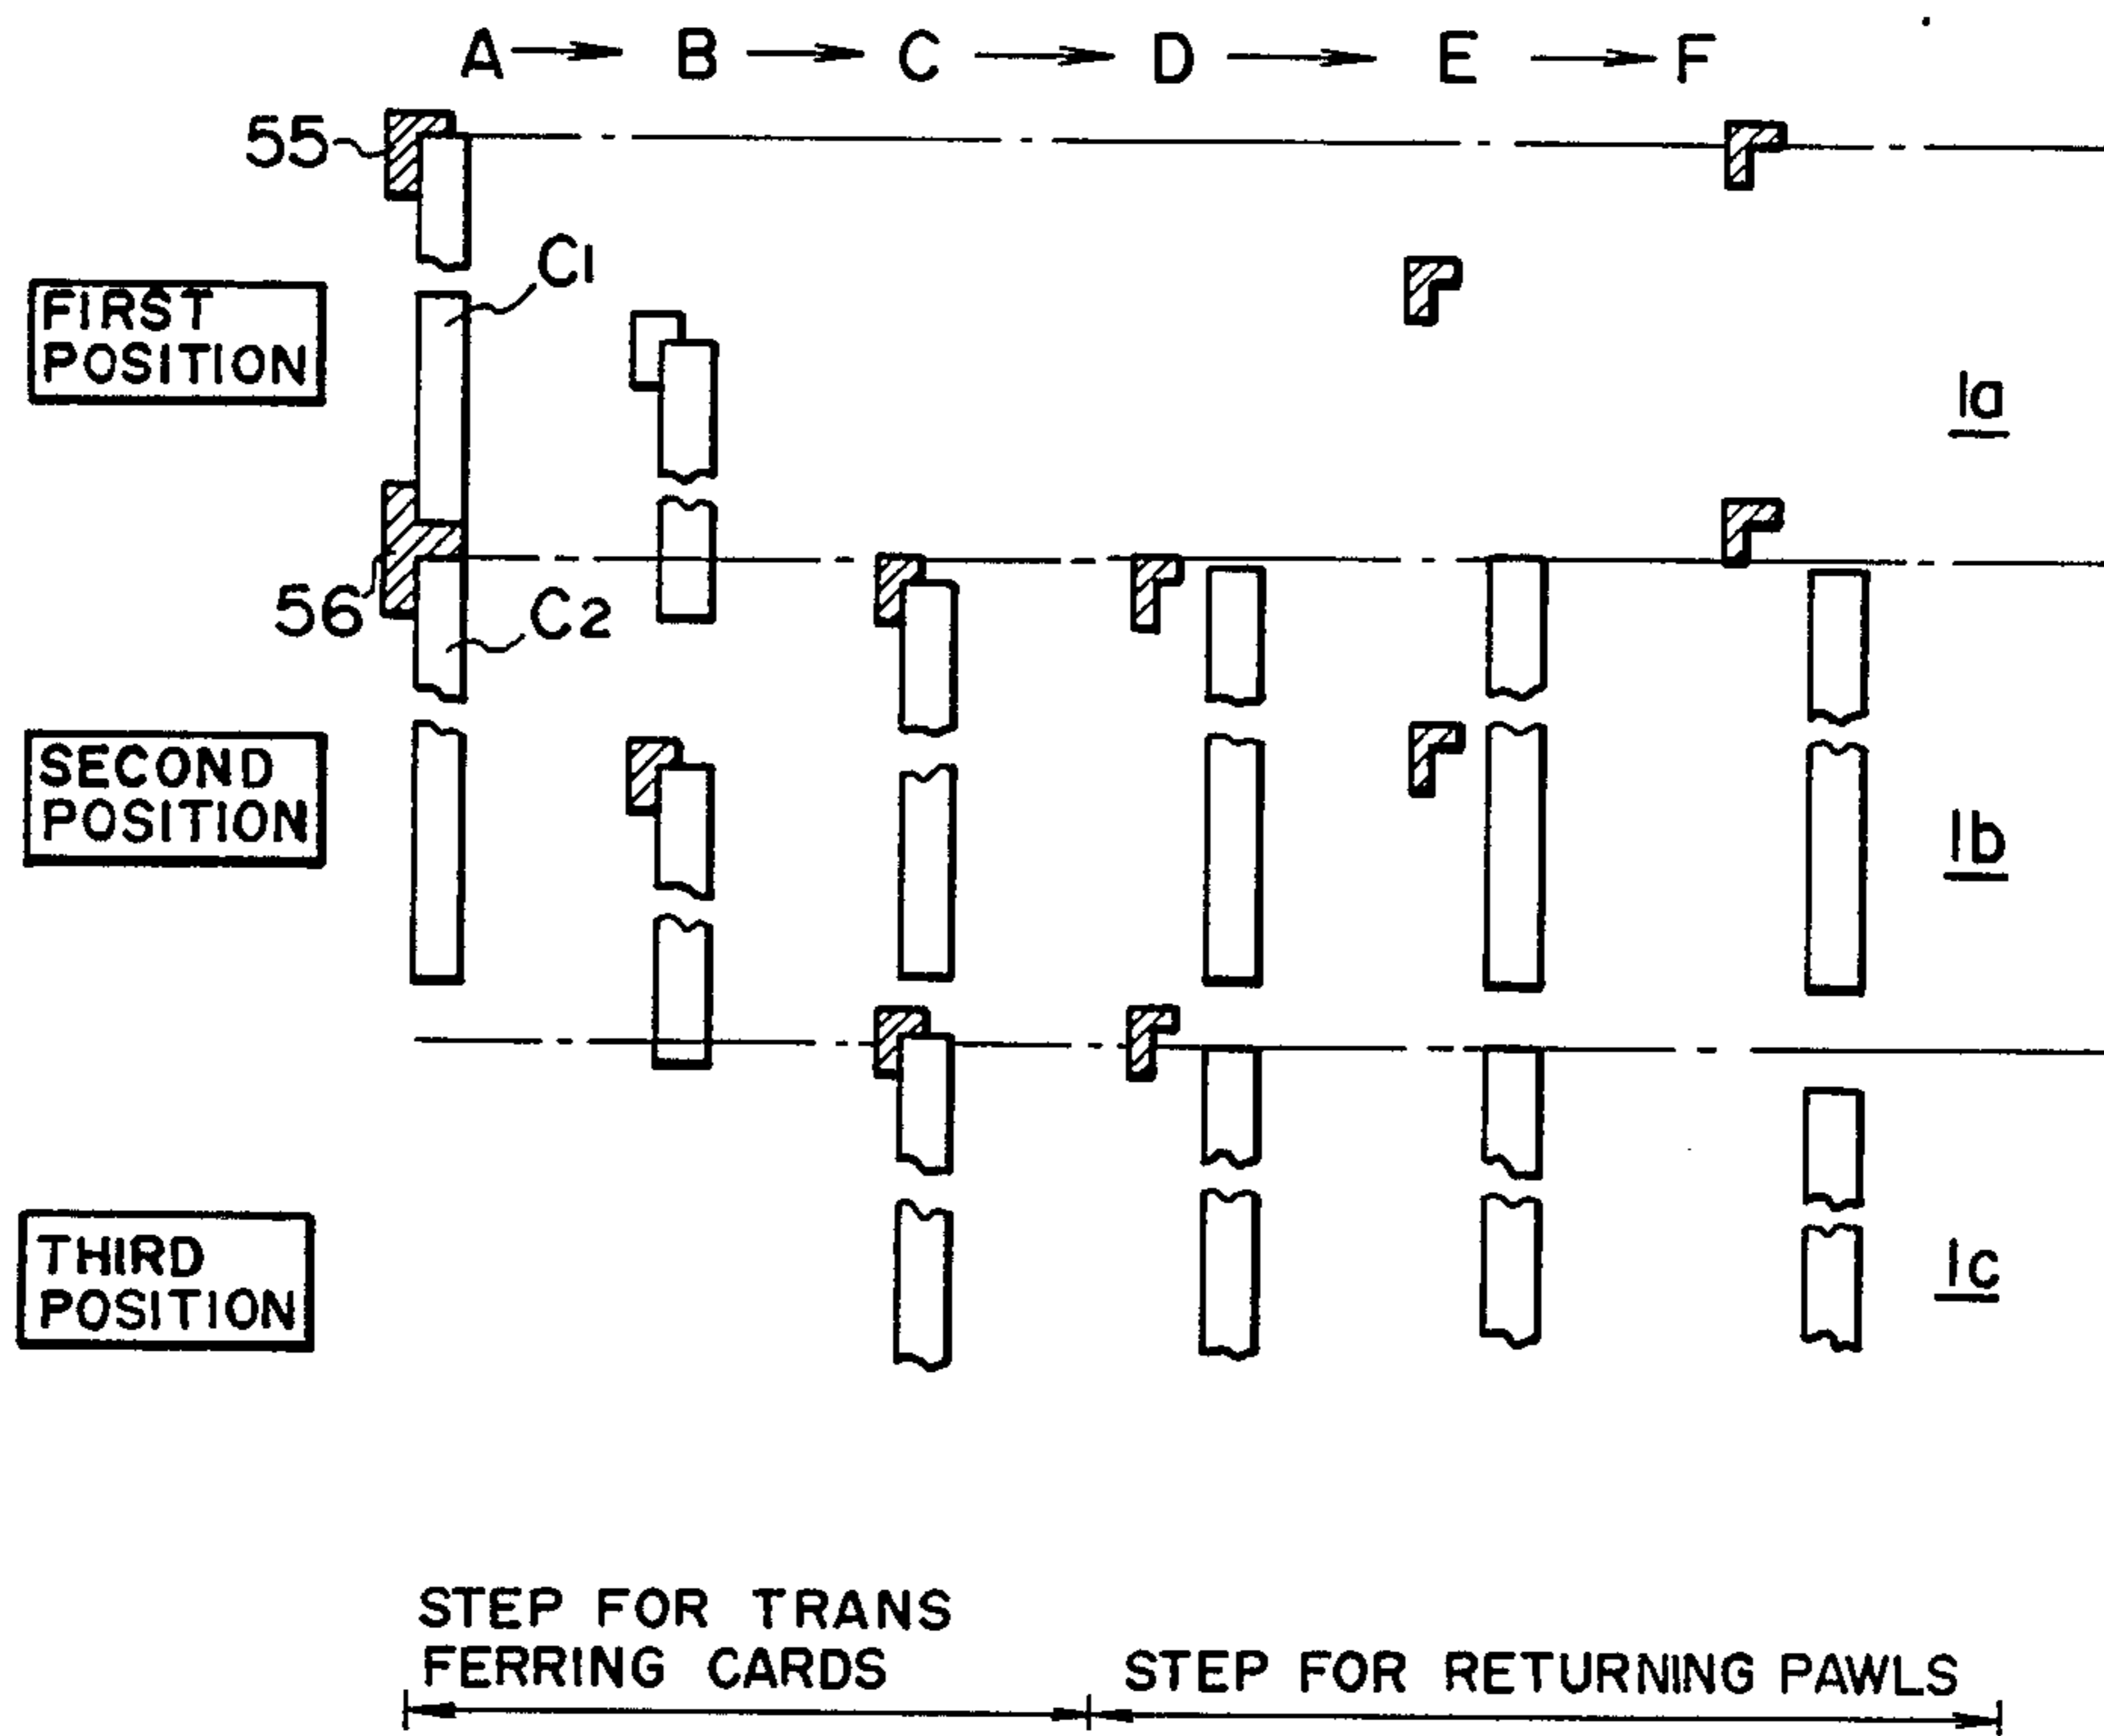 A B C D E F
55
C1
FIRST
POSITION
1a
56
C2
SECOND
POSITION
1b
THIRD
POSITION
1c
STEP FOR TRANS
FERRING CARDS
STEP FOR RETURNING PAWLS